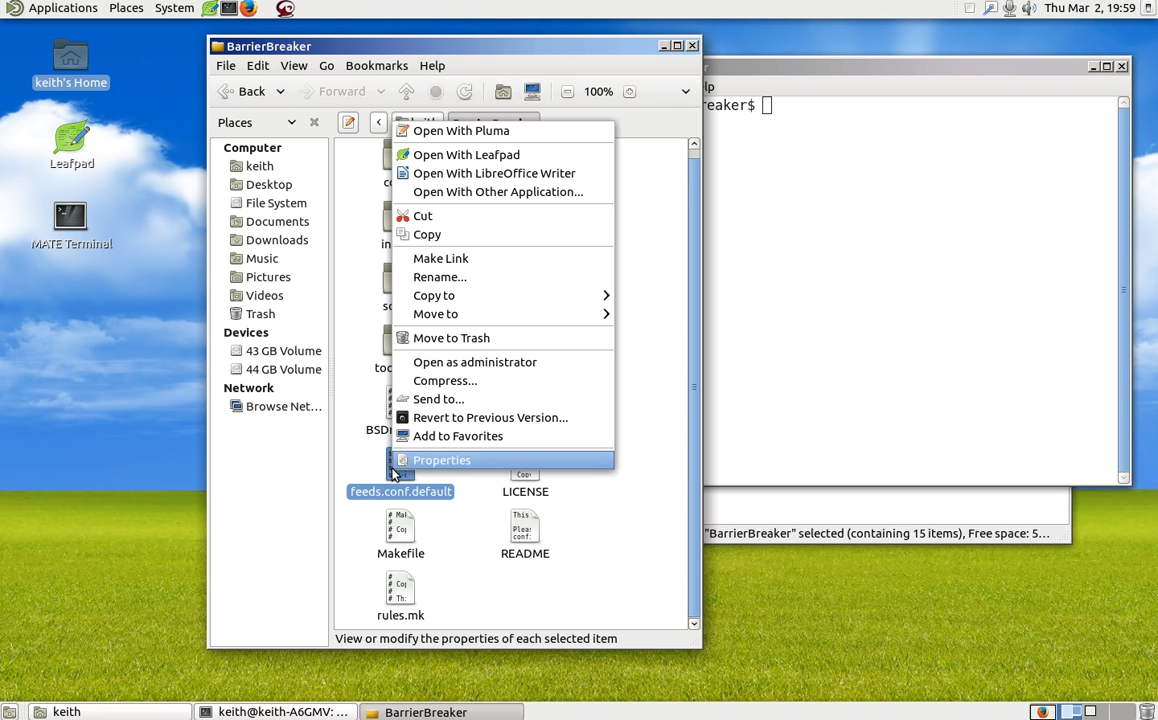 Applications Places System
Thu Mar 2, 19:59
keith's Home
Leafpad
MATE Terminal
BarrierBreaker
File Edit View Go Bookmarks Help
Back Forward 100%
Places
Computer
keith
Desktop
File System
Documents
Downloads
Music
Pictures
Videos
Trash
Devices
43 GB Volume
44 GB Volume
Network
Browse Net...
Open With Pluma
Open With Leafpad
Open With LibreOffice Writer
Open With Other Application...
Cut
Copy
Make Link
Rename...
Copy to
Move to
Move to Trash
Open as administrator
Compress...
Send to...
Revert to Previous Version...
Add to Favorites
Properties
feeds.conf.default
LICENSE
Makefile
README
rules.mk
View or modify the properties of each selected item
reaker$
"BarrierBreaker" selected (containing 15 items), Free space: 5...
keith
keith@keith-A6GMV: ...
BarrierBreaker